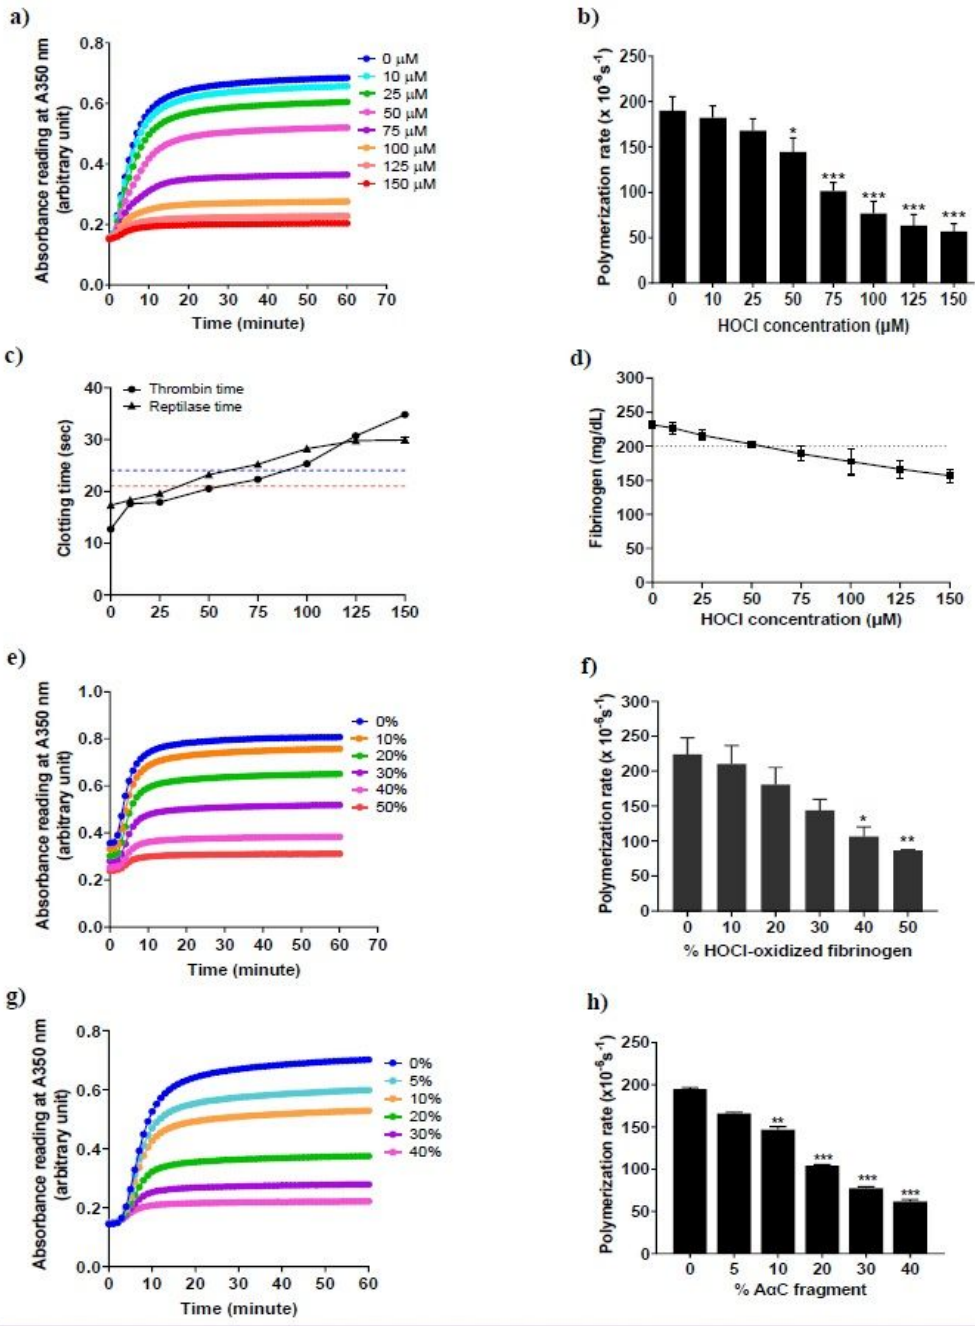 a)
Absorbance reading at A350 nm
(arbitrary unit)
0.8
0.6
0.4
0.2
0.0
0 10 20 30 40 50 60 70
Time (minute)
0 µM
10 µM
25 µM
50 µM
75 µM
100 µM
125 µM
150 µM
b)
Polymerization rate (x 10-6s-1)
250
200
150
100
50
0
*
***
***
***
***
0 10 25 50 75 100 125 150
HOCl concentration (µM)
c)
Clotting time (sec)
40
30
20
10
0
Thrombin time
Reptilase time
0 25 50 75 100 125 150
d)
Fibrinogen (mg/dL)
300
250
200
150
100
50
0
0 25 50 75 100 125 150
HOCl concentration (µM)
e)
Absorbance reading at A350 nm
(arbitrary unit)
1.0
0.8
0.6
0.4
0.2
0.0
0 10 20 30 40 50 60 70
Time (minute)
0%
10%
20%
30%
40%
50%
f)
Polymerization rate (x 10-6s-1)
300
250
200
150
100
50
0
*
**
0 10 20 30 40 50
% HOCl-oxidized fibrinogen
g)
Absorbance reading at A350 nm
(arbitrary unit)
0.8
0.6
0.4
0.2
0.0
0 10 20 30 40 50 60
Time (minute)
0%
5%
10%
20%
30%
40%
h)
Polymerization rate (x10-6s-1)
250
200
150
100
50
0
**
***
***
***
0 5 10 20 30 40
% AαC fragment